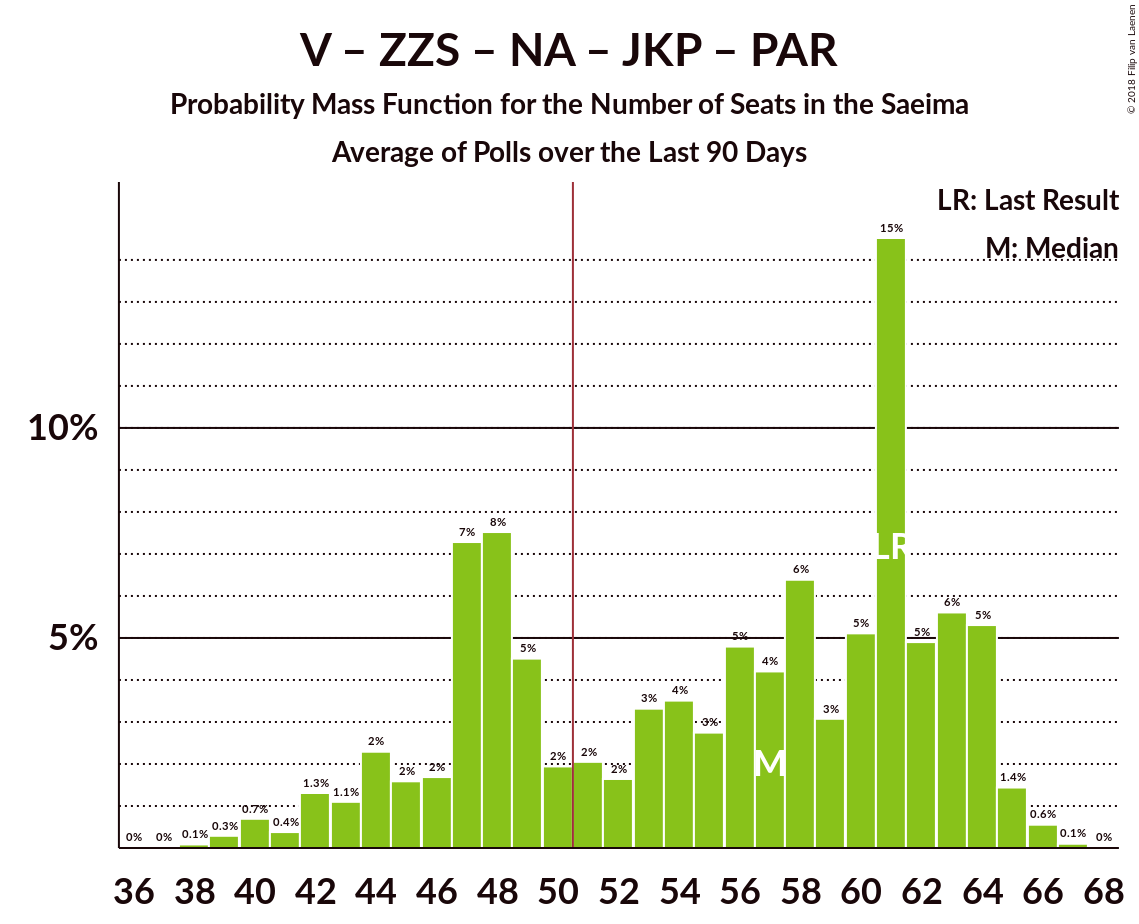 V – ZZS – NA – JKP – PAR
Probability Mass Function for the Number of Seats in the Saeima
Average of Polls over the Last 90 Days
© 2018 Filip van Laenen
LR: Last Result
M: Median
10%
5%
0% 0% 0.1% 0.3% 0.7% 0.4% 1.3% 1.1% 2% 2% 2% 7% 8% 5% 2% 2% 2% 3% 4% 3% 5% 4% 6% 3% 5% 15% 5% 6% 5% 1.4% 0.6% 0.1% 0%
LR
M
36 38 40 42 44 46 48 50 52 54 56 58 60 62 64 66 68